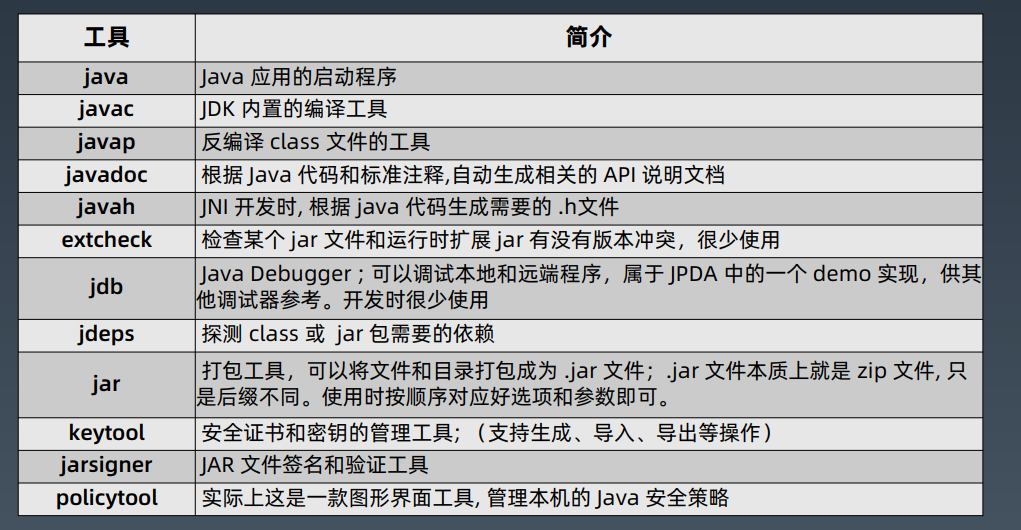 工具 简介
java Java 应用的启动程序
javac JDK 内置的编译工具
javap 反编译 class 文件的工具
javadoc 根据 Java 代码和标准注释,自动生成相关的 API 说明文档
javah JNI 开发时, 根据 java 代码生成需要的 .h文件
extcheck 检查某个 jar 文件和运行时扩展 jar 有没有版本冲突，很少使用
jdb Java Debugger ; 可以调试本地和远端程序，属于 JPDA 中的一个 demo 实现，供其
他调试器参考。开发时很少使用
jdeps 探测 class 或 jar 包需要的依赖
jar 打包工具，可以将文件和目录打包成为 .jar 文件；.jar 文件本质上就是 zip 文件, 只
是后缀不同。使用时按顺序对应好选项和参数即可。
keytool 安全证书和密钥的管理工具;（支持生成、导入、导出等操作）
jarsigner JAR 文件签名和验证工具
policytool 实际上这是一款图形界面工具, 管理本机的 Java 安全策略